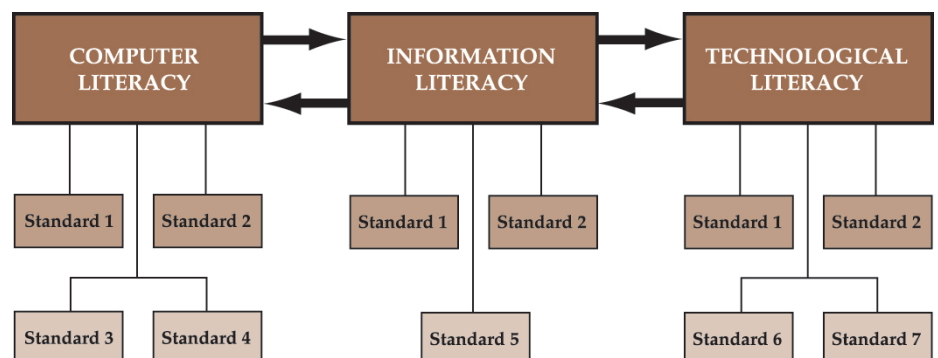 COMPUTER
LITERACY
INFORMATION
LITERACY
TECHNOLOGICAL
LITERACY
Standard 1
Standard 2
Standard 1
Standard 2
Standard 1
Standard 2
Standard 3
Standard 4
Standard 5
Standard 6
Standard 7